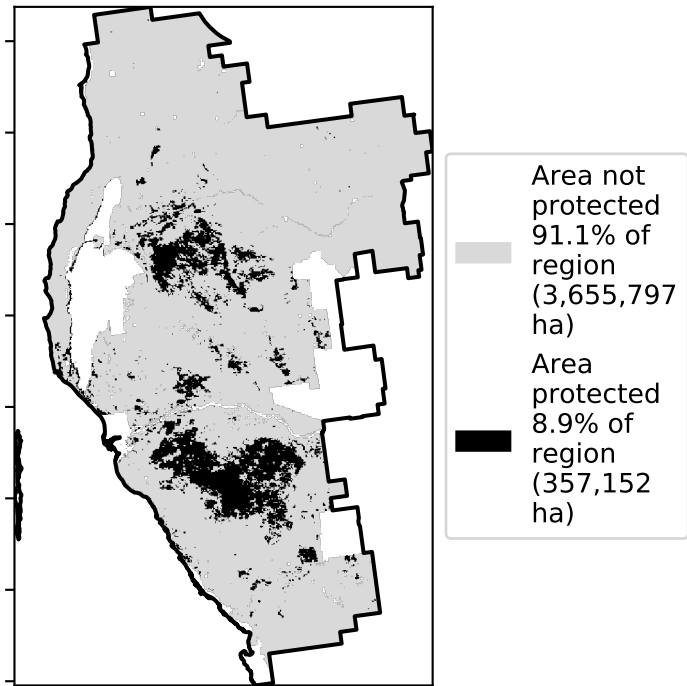 Area not
protected
91.1% of
region
(3,655,797
ha)
Area
protected
8.9% of
region
(357,152
ha)